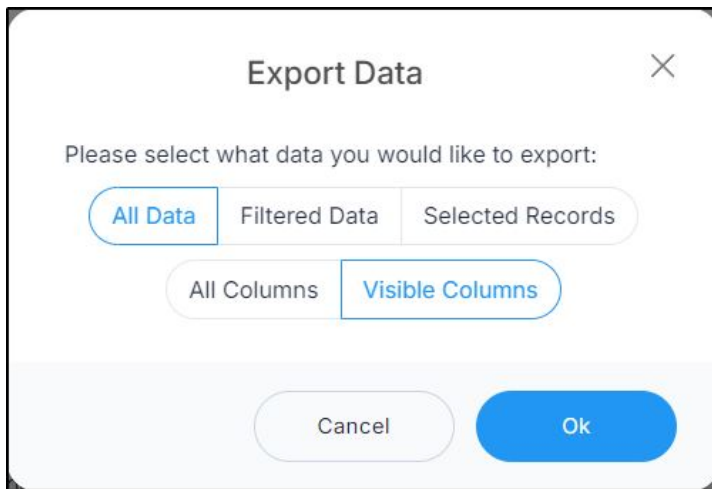 Export Data
Please select what data you would like to export:
All Data Filtered Data Selected Records
All Columns Visible Columns
Cancel Ok